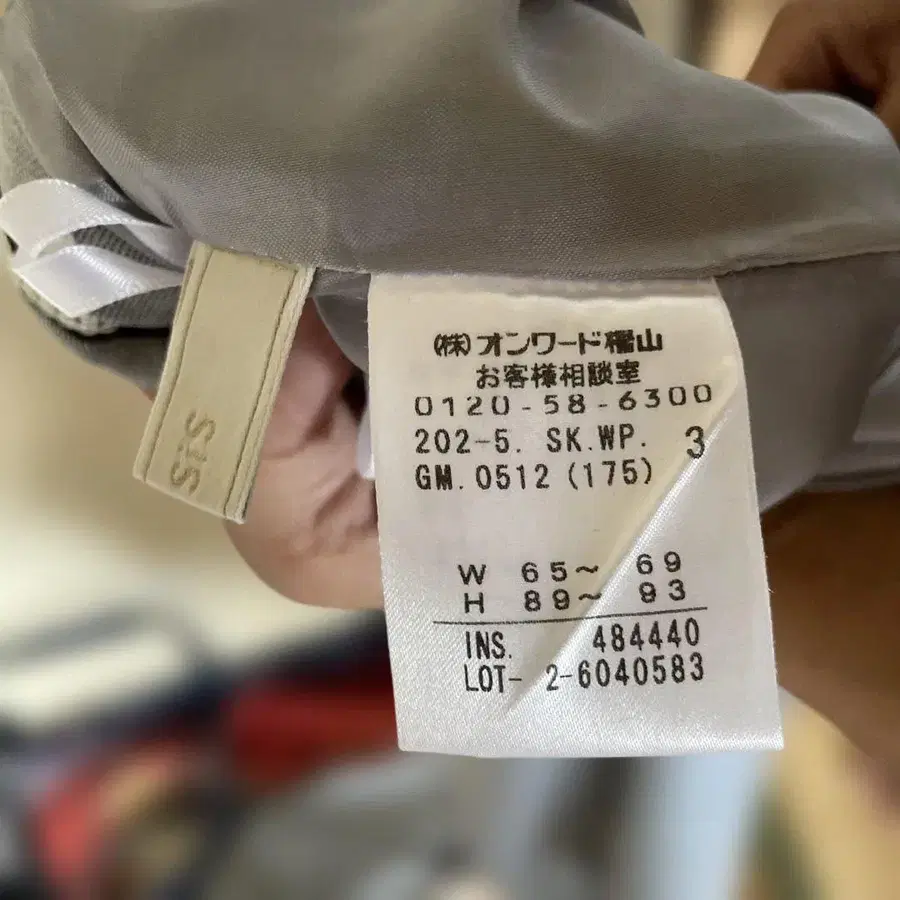 (株)オンワード樫山
お客様相談室
0120-58-6300
202-5. SK.WP. 3
GM.0512(175)
W 65〜 69
H 89〜 93
INS. 484440
LOT- 2-6040583
SIS